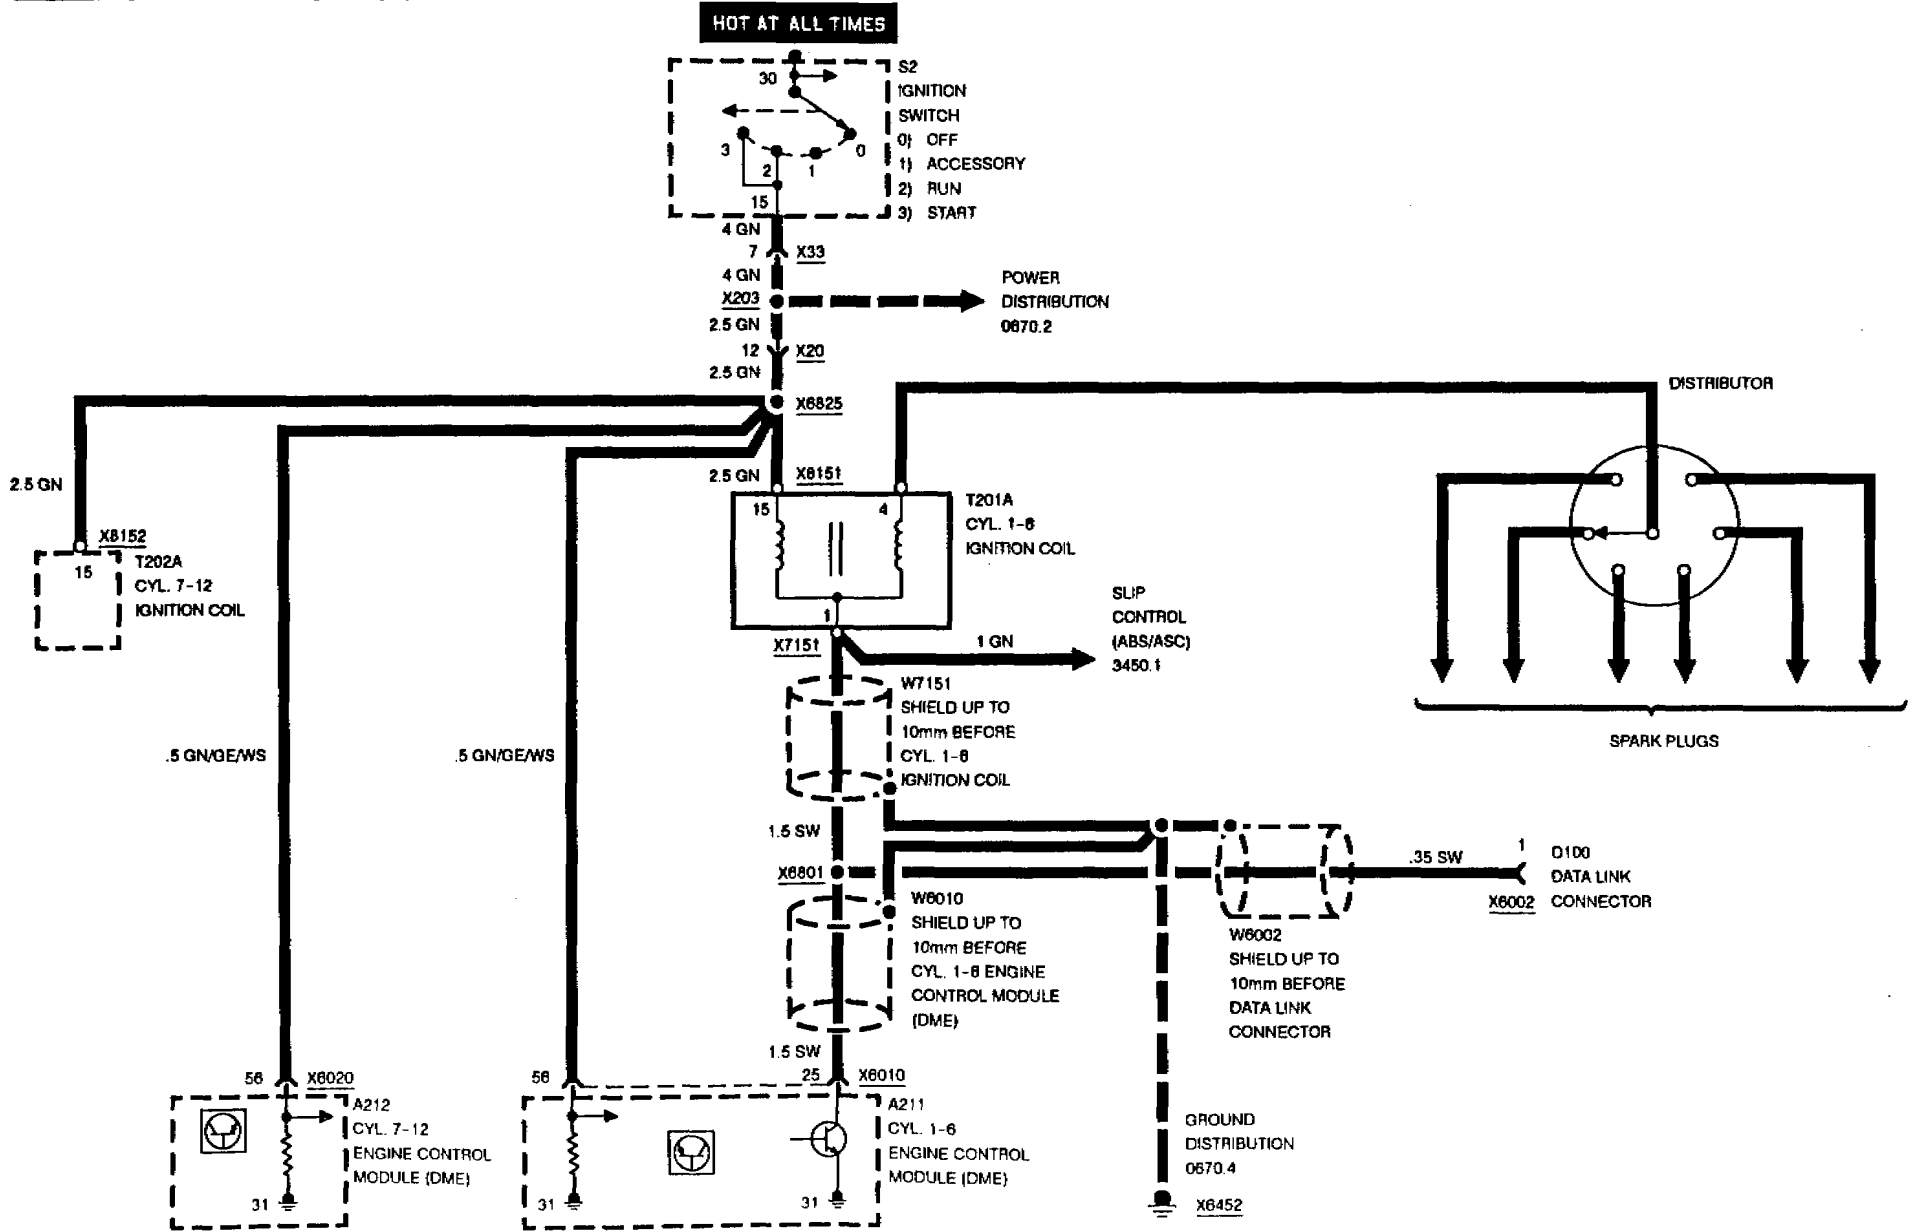 HOT AT ALL TIMES
30
S2
IGNITION
SWITCH
0) OFF
1) ACCESSORY
2) RUN
3) START
3
2
1
0
15
4 GN
7
X33
4 GN
X203
POWER
DISTRIBUTION
0670.2
2.5 GN
12
X20
2.5 GN
X6825
DISTRIBUTOR
2.5 GN
2.5 GN
X8151
15
4
T201A
CYL. 1-6
IGNITION COIL
X8152
15
T202A
CYL. 7-12
IGNITION COIL
1
X7151
1 GN
SLIP
CONTROL
(ABS/ASC)
3450.1
W7151
SHIELD UP TO
10mm BEFORE
CYL. 1-6
IGNITION COIL
SPARK PLUGS
.5 GN/GE/WS
.5 GN/GE/WS
1.5 SW
X6801
.35 SW
1
D100
DATA LINK
CONNECTOR
X6002
W6010
SHIELD UP TO
10mm BEFORE
CYL. 1-6 ENGINE
CONTROL MODULE
(DME)
W6002
SHIELD UP TO
10mm BEFORE
DATA LINK
CONNECTOR
1.5 SW
56
X6020
56
25
X6010
A212
CYL. 7-12
ENGINE CONTROL
MODULE (DME)
31
A211
CYL. 1-6
ENGINE CONTROL
MODULE (DME)
31
31
GROUND
DISTRIBUTION
0670.4
X6452